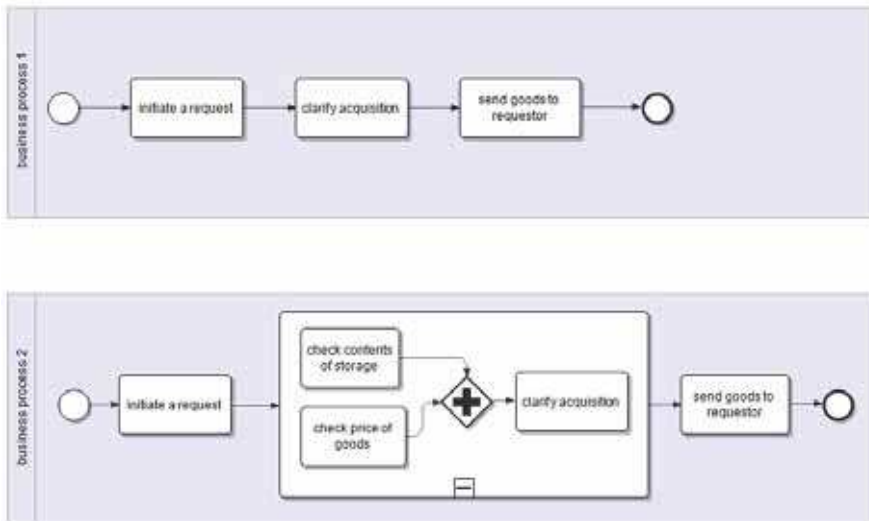 business process 1
initiate a request
clarify acquisition
send goods to
requestor
business process 2
initiate a request
check contents
of storage
check price of
goods
clarify acquisition
send goods to
requestor